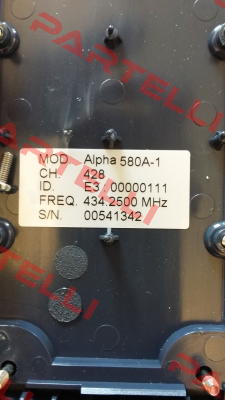 PARTELLI
MOD. Alpha 580A-1
CH. 428
ID. E3 00000111
FREQ. 434.2500 MHz
S/N. 00541342
PARTELLI
PARTELLI